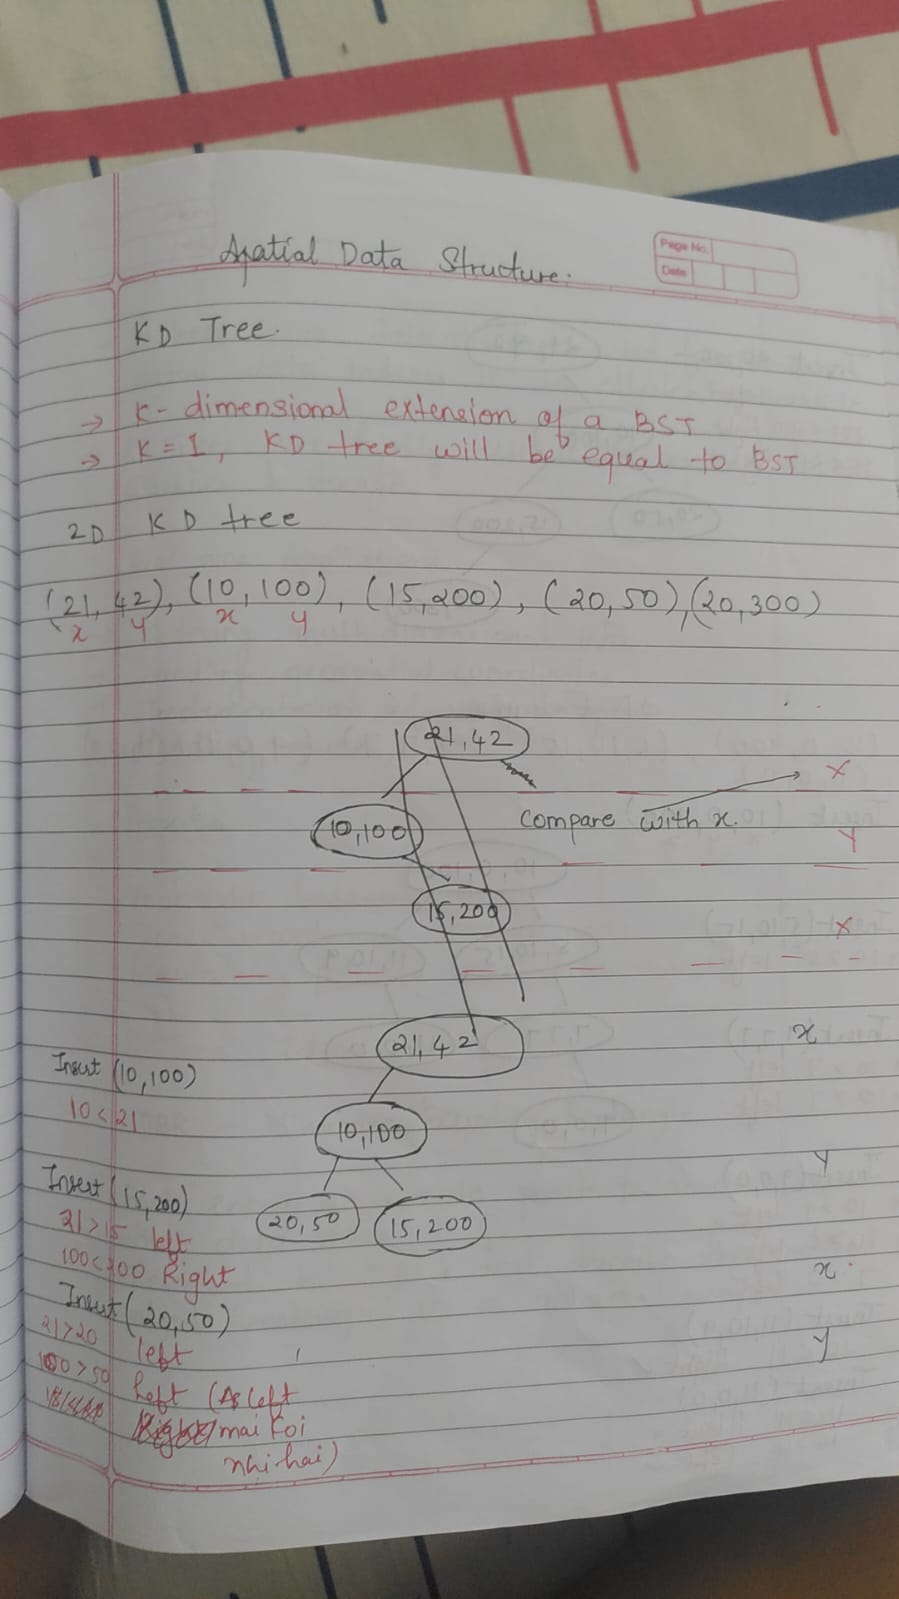 Spatial Data Structure.
Page No.
Date
KD Tree.
→ K-dimensional extension of a BST
→ K=1, KD tree will be equal to BST
2D KD tree
(21,42), (10,100), (15,200), (20,50), (20,300)
x y x y
21,42
x
10,100
compare with x.
Y
15,200
x
21,42
x
Insert (10,100)
10<21
10,100
Y
Insert (15,200)
20,50
15,200
21>15 left
100<200 Right
x
Insert (20,50)
21>20 left
Y
100>50 left (As left
mai koi
nhi hai)